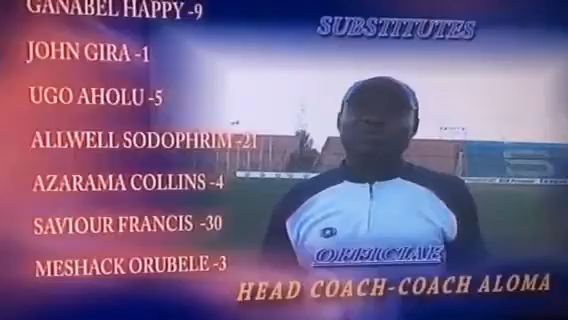 SUBSTITUTES
GANABEL HAPPY -9
JOHN GIRA -1
UGO AHOLU -5
ALLWELL SODOPHRIM -21
AZARAMA COLLINS -4
SAVIOUR FRANCIS -30
MESHACK ORUBELE -3
OFFICIAL
HEAD COACH-COACH ALOMA